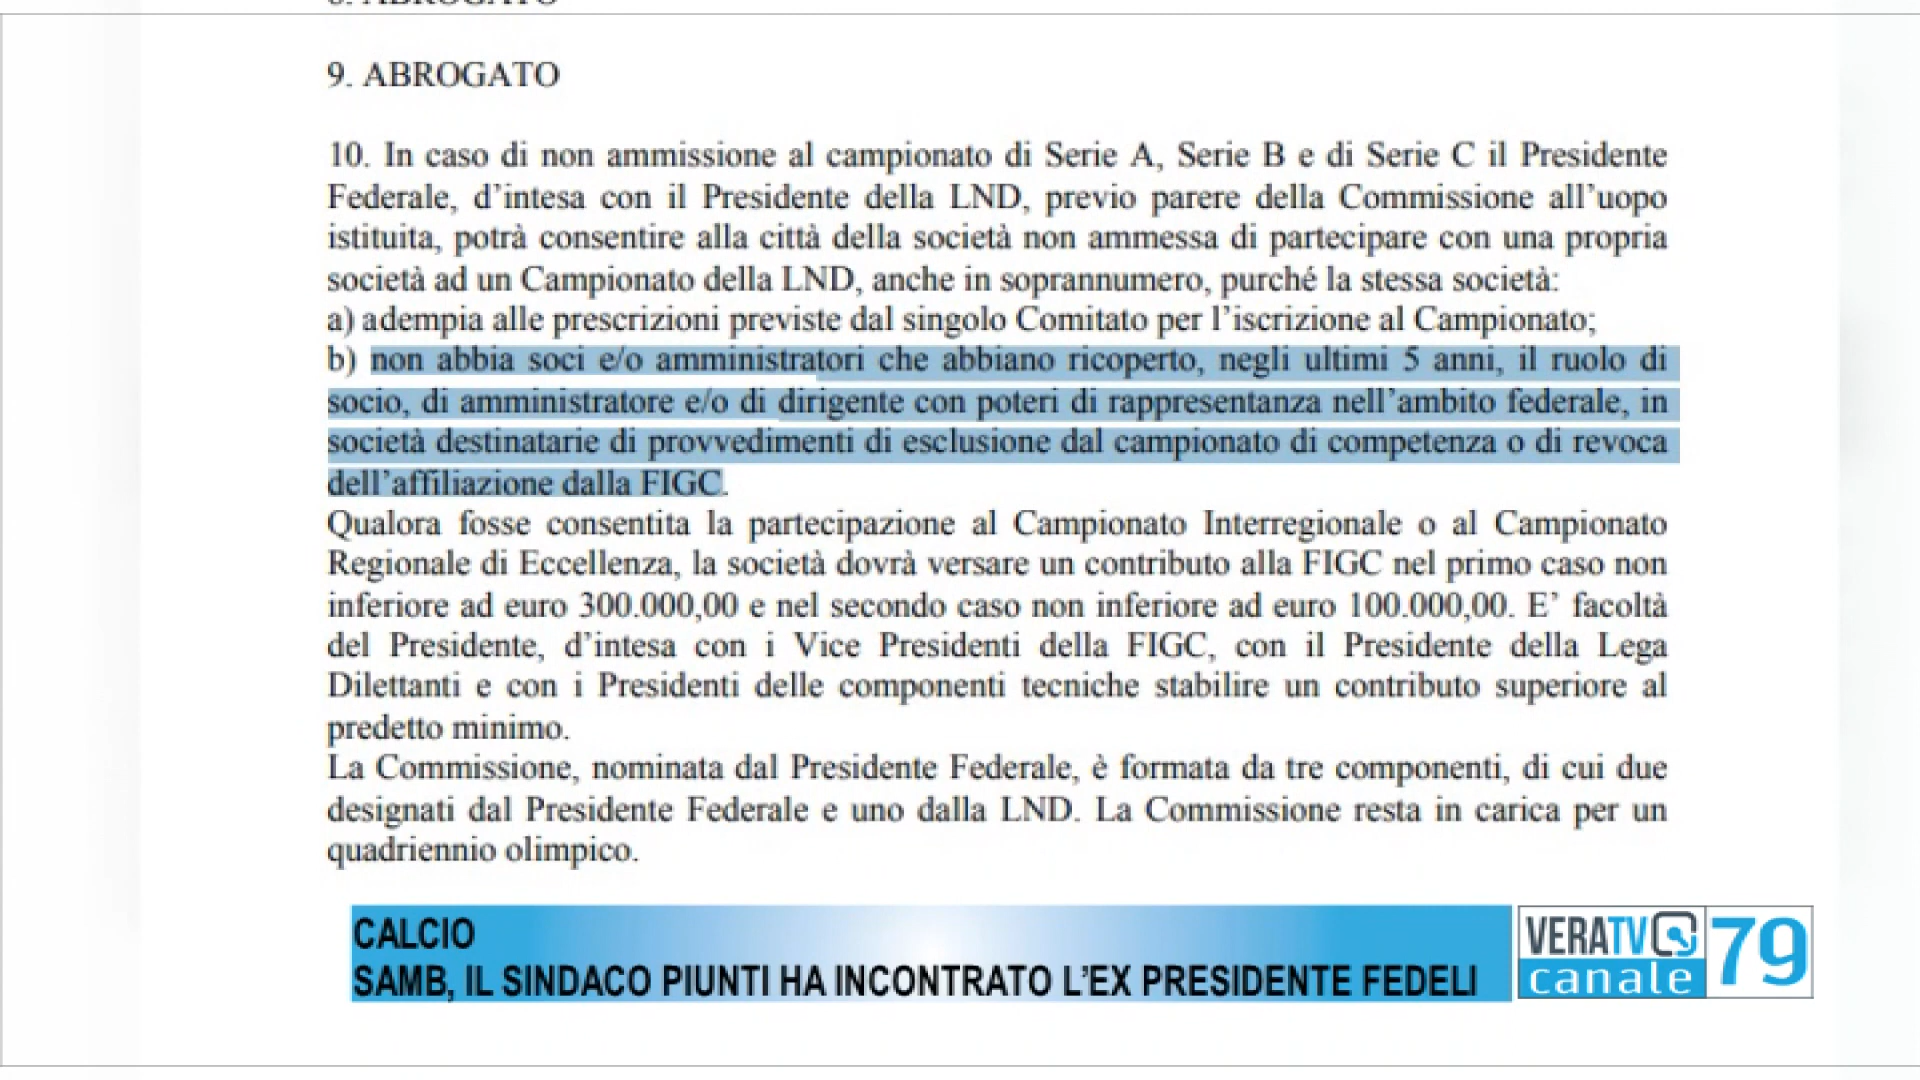 8. ABROGATO
9. ABROGATO
10. In caso di non ammissione al campionato di Serie A, Serie B e di Serie C il Presidente
Federale, d’intesa con il Presidente della LND, previo parere della Commissione all’uopo
istituita, potrà consentire alla città della società non ammessa di partecipare con una propria
società ad un Campionato della LND, anche in soprannumero, purché la stessa società:
a) adempia alle prescrizioni previste dal singolo Comitato per l’iscrizione al Campionato;
b) non abbia soci e/o amministratori che abbiano ricoperto, negli ultimi 5 anni, il ruolo di
socio, di amministratore e/o di dirigente con poteri di rappresentanza nell’ambito federale, in
società destinatarie di provvedimenti di esclusione dal campionato di competenza o di revoca
dell’affiliazione dalla FIGC.
Qualora fosse consentita la partecipazione al Campionato Interregionale o al Campionato
Regionale di Eccellenza, la società dovrà versare un contributo alla FIGC nel primo caso non
inferiore ad euro 300.000,00 e nel secondo caso non inferiore ad euro 100.000,00. E’ facoltà
del Presidente, d’intesa con i Vice Presidenti della FIGC, con il Presidente della Lega
Dilettanti e con i Presidenti delle componenti tecniche stabilire un contributo superiore al
predetto minimo.
La Commissione, nominata dal Presidente Federale, è formata da tre componenti, di cui due
designati dal Presidente Federale e uno dalla LND. La Commissione resta in carica per un
quadriennio olimpico.
CALCIO
SAMB, IL SINDACO PIUNTI HA INCONTRATO L’EX PRESIDENTE FEDELI
VERATV
canale
79